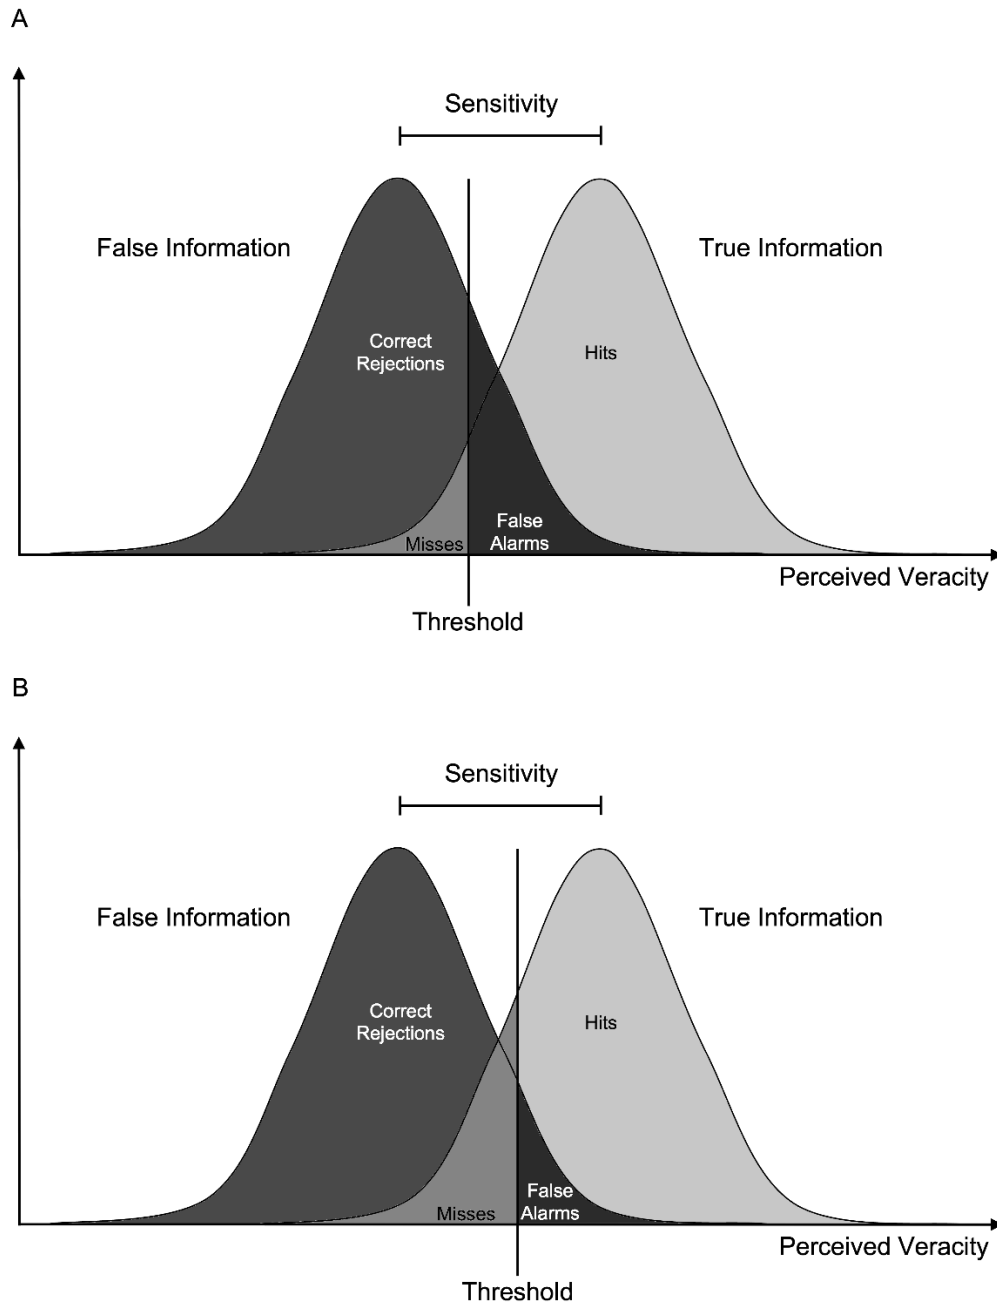 A
Sensitivity
False Information
True Information
Correct
Rejections
Hits
False
Alarms
Misses
Perceived Veracity
Threshold
B
Sensitivity
False Information
True Information
Correct
Rejections
Hits
False
Alarms
Misses
Perceived Veracity
Threshold